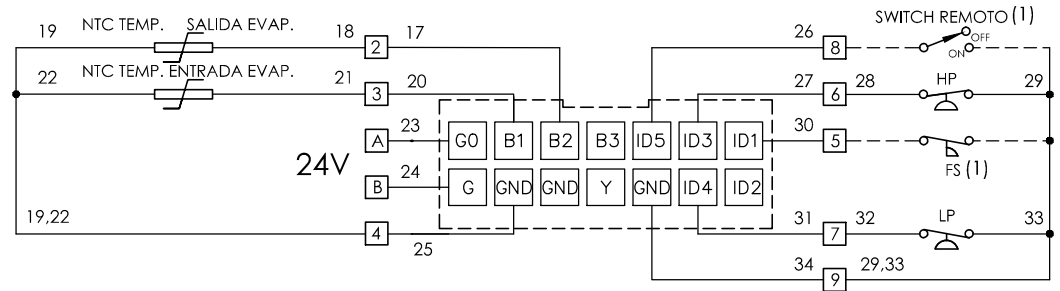 SWITCH REMOTO (1)
19 NTC TEMP. SALIDA EVAP. 18 2 17 26 8 OFF
ON
22 NTC TEMP. ENTRADA EVAP. 21 3 20 27 6 28 HP 29
A 23 G0 B1 B2 B3 ID5 ID3 ID1 30 5
FS (1)
24V
B 24 G GND GND Y GND ID4 ID2
19,22 4 25 31 7 32 LP 33
34 9 29,33